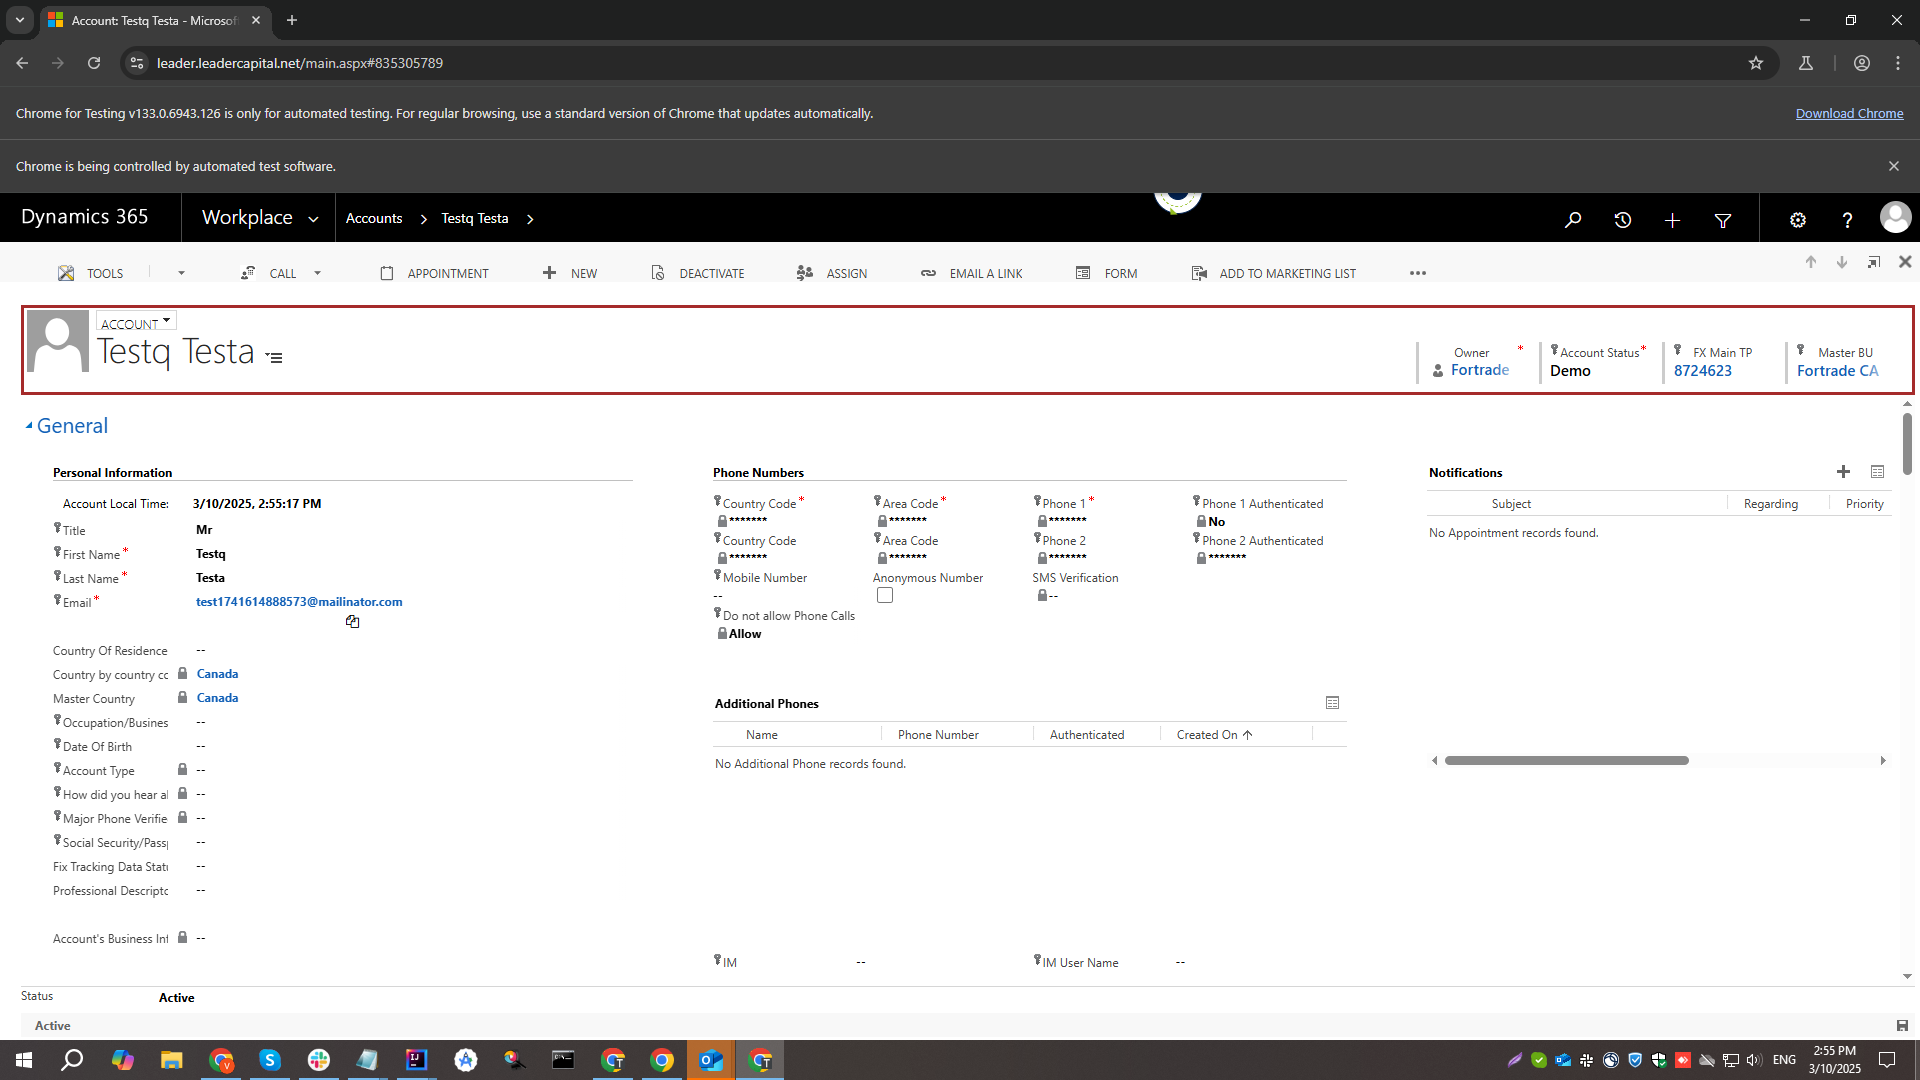 Account: Testq Testa - Microsof
leader.leadercapital.net/main.aspx#835305789
Chrome for Testing v133.0.6943.126 is only for automated testing. For regular browsing, use a standard version of Chrome that updates automatically.
Download Chrome
Chrome is being controlled by automated test software.
Dynamics 365
Workplace
Accounts
Testq Testa
TOOLS
CALL
APPOINTMENT
NEW
DEACTIVATE
ASSIGN
EMAIL A LINK
FORM
ADD TO MARKETING LIST
ACCOUNT
Testq Testa
Owner *
Fortrade
Account Status *
Demo
FX Main TP
8724623
Master BU
Fortrade CA
General
Personal Information
Account Local Time: 3/10/2025, 2:55:17 PM
Title Mr
First Name * Testq
Last Name * Testa
Email * test1741614888573@mailinator.com
Country Of Residence --
Country by country cc Canada
Master Country Canada
Occupation/Busines --
Date Of Birth --
Account Type --
How did you hear al --
Major Phone Verifie --
Social Security/Pass --
Fix Tracking Data Statu --
Professional Descripto --
Account's Business Inf --
Phone Numbers
Country Code * Area Code * Phone 1 * Phone 1 Authenticated
******* ******* ******* No
Country Code Area Code Phone 2 Phone 2 Authenticated
******* ******* ******* *******
Mobile Number Anonymous Number SMS Verification
-- --
Do not allow Phone Calls
Allow
Additional Phones
Name Phone Number Authenticated Created On
No Additional Phone records found.
IM -- IM User Name --
Notifications
Subject Regarding Priority
No Appointment records found.
Status Active
Active
ENG
2:55 PM
3/10/2025